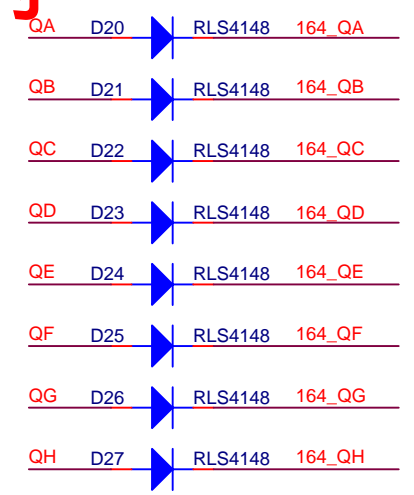 QA D20 RLS4148 164_QA
QB D21 RLS4148 164_QB
QC D22 RLS4148 164_QC
QD D23 RLS4148 164_QD
QE D24 RLS4148 164_QE
QF D25 RLS4148 164_QF
QG D26 RLS4148 164_QG
QH D27 RLS4148 164_QH